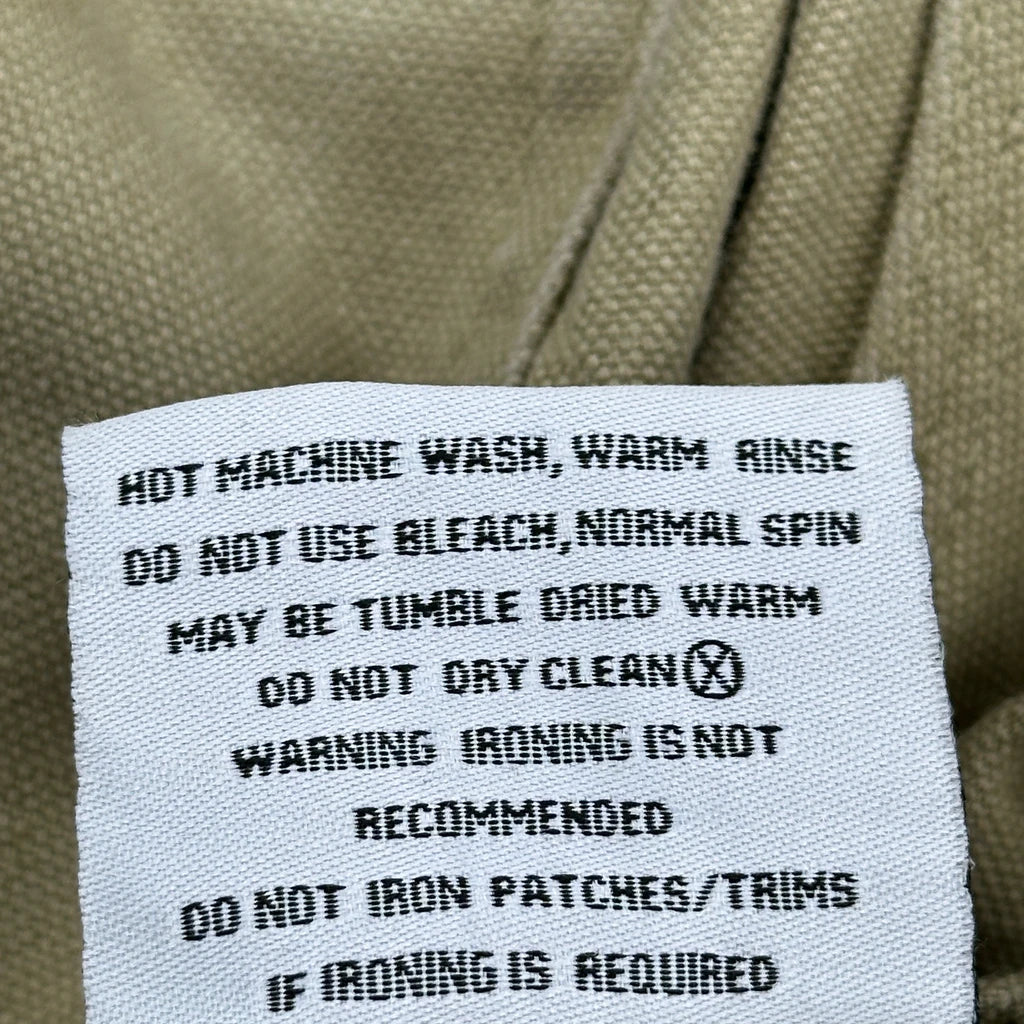 HOT MACHINE WASH, WARM RINSE
DO NOT USE BLEACH,NORMAL SPIN
MAY BE TUMBLE DRIED WARM
DO NOT DRY CLEAN Ⓧ
WARNING IRONING IS NOT
RECOMMENDED
DO NOT IRON PATCHES/TRIMS
IF IRONING IS REQUIRED